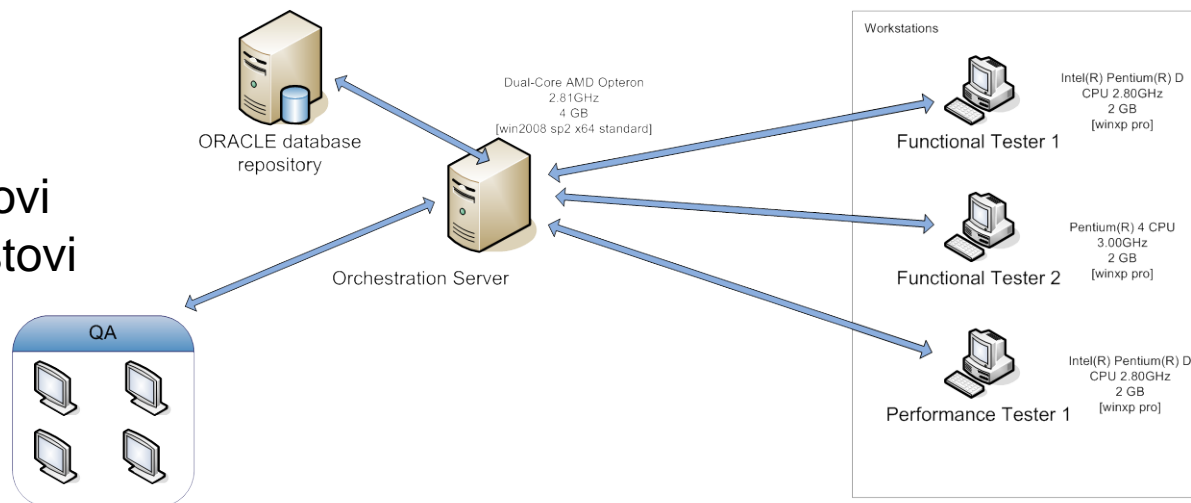 Workstations
Intel(R) Pentium(R) D
CPU 2.80GHz
2 GB
[winxp pro]
Functional Tester 1
Dual-Core AMD Opteron
2.81GHz
4 GB
[win2008 sp2 x64 standard]
ORACLE database
repository
ovi
stovi
Pentium(R) 4 CPU
3.00GHz
2 GB
[winxp pro]
Functional Tester 2
Orchestration Server
QA
Intel(R) Pentium(R) D
CPU 2.80GHz
2 GB
[winxp pro]
Performance Tester 1